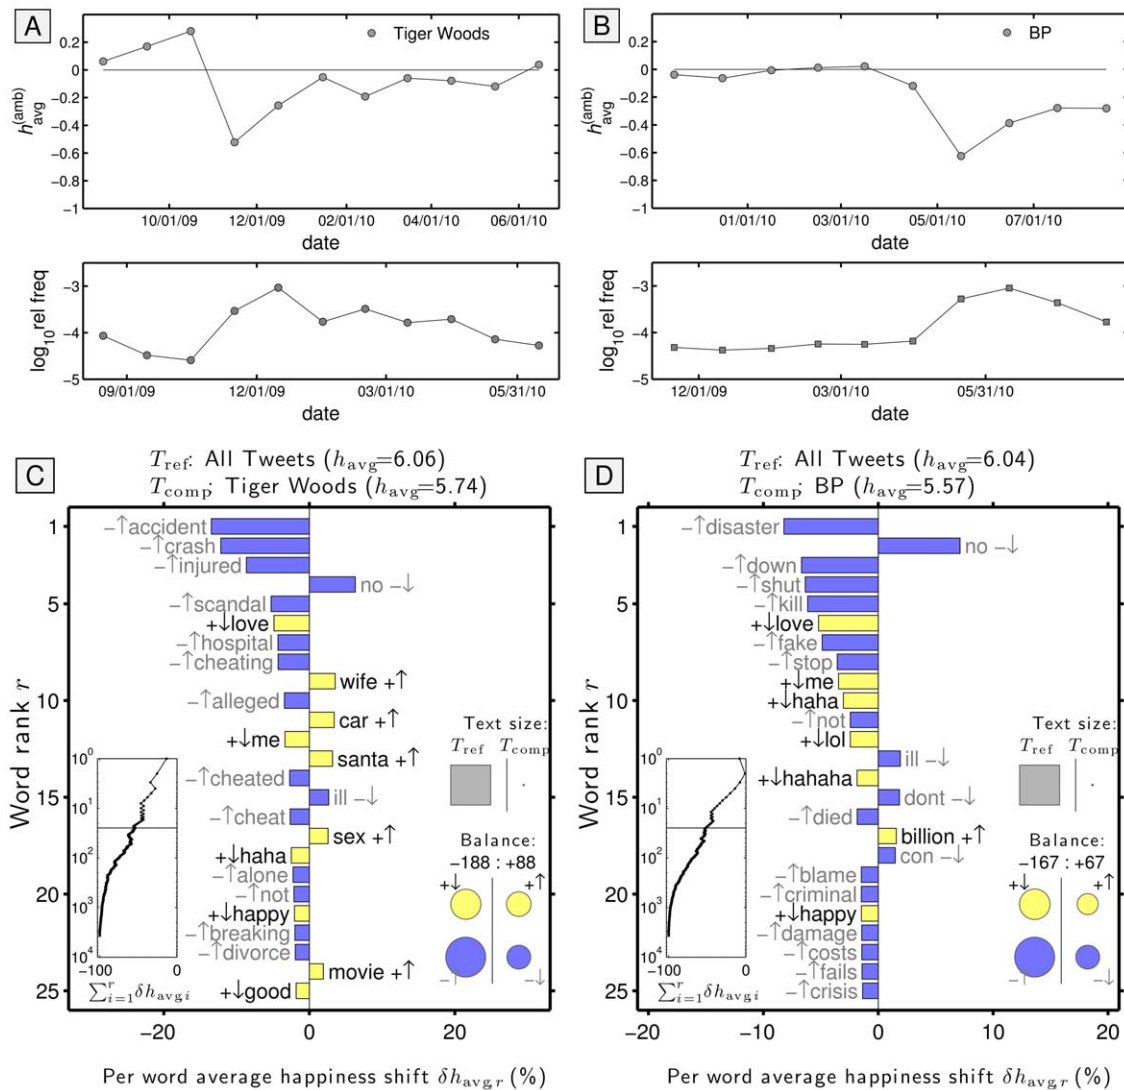 A
Tiger Woods
0.2
0
−0.2
−0.4
−0.6
−0.8
−1
h_avg^(amb)
10/01/09 12/01/09 02/01/10 04/01/10 06/01/10
date
−3
−4
−5
log10 rel freq
09/01/09 12/01/09 03/01/10 05/31/10
date
B
BP
0.2
0
−0.2
−0.4
−0.6
−0.8
−1
h_avg^(amb)
01/01/10 03/01/10 05/01/10 07/01/10
date
−3
−4
−5
log10 rel freq
12/01/09 03/01/10 05/31/10
date
C
T_ref: All Tweets (h_avg=6.06)
T_comp: Tiger Woods (h_avg=5.74)
Word rank r
1
5
10
15
20
25
−↑accident
−↑crash
−↑injured
no −↓
−↑scandal
+↓love
−↑hospital
−↑cheating
wife +↑
−↑alleged
car +↑
+↓me
santa +↑
−↑cheated
ill −↓
−↑cheat
sex +↑
+↓haha
−↑alone
−↑not
+↓happy
−↑breaking
−↑divorce
movie +↑
+↓good
10^0
10^1
10^2
10^3
10^4
−100 0
∑_{i=1}^{r} δh_avg i
Text size:
T_ref T_comp
Balance:
−188 : +88
+↓ +↑
−↑ −↓
−20 0 20
Per word average happiness shift δh_avg,r (%)
D
T_ref: All Tweets (h_avg=6.04)
T_comp: BP (h_avg=5.57)
Word rank r
1
5
10
15
20
25
−↑disaster
no −↓
−↑down
−↑shut
−↑kill
+↓love
−↑fake
−↑stop
+↓me
+↓haha
−↑not
+↓lol
ill −↓
+↓hahaha
dont −↓
−↑died
billion +↑
con −↓
−↑blame
−↑criminal
+↓happy
−↑damage
−↑costs
−↑fails
−↑crisis
10^0
10^1
10^2
10^3
10^4
−100 0
∑_{i=1}^{r} δh_avg i
Text size:
T_ref T_comp
Balance:
−167 : +67
+↓ +↑
−↑ −↓
−20 −10 0 10 20
Per word average happiness shift δh_avg,r (%)